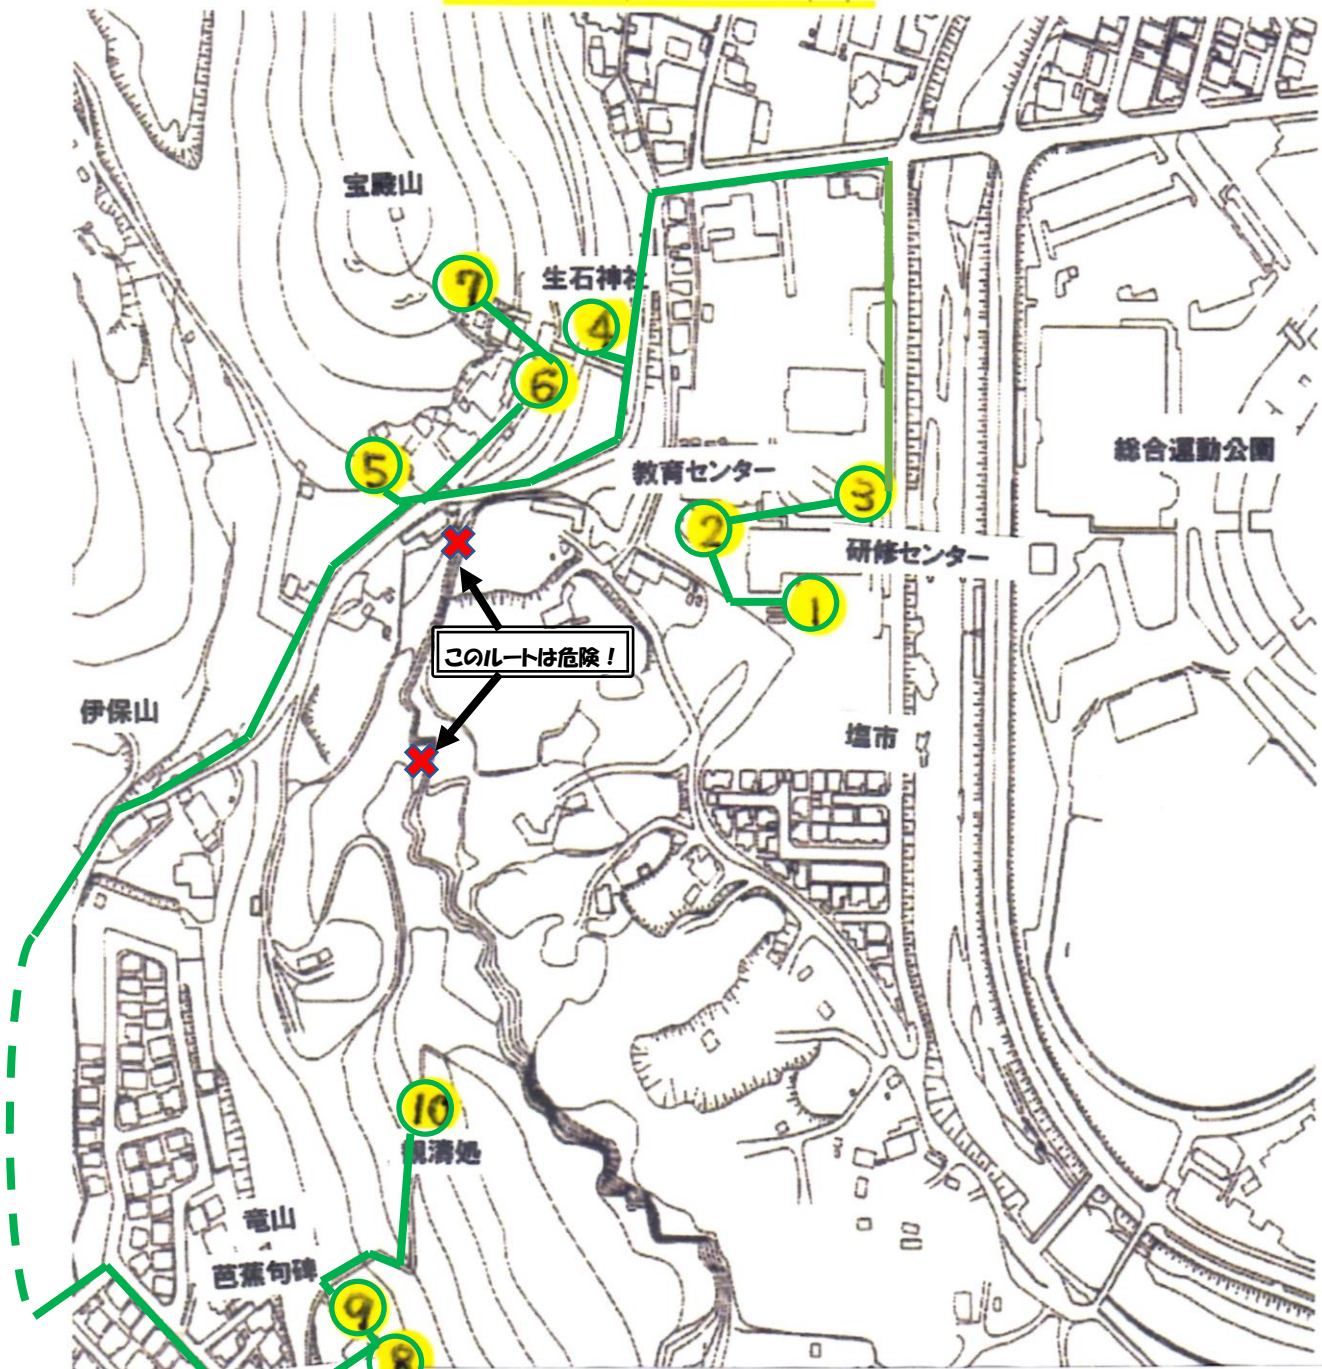 宝殿山
7
生石神社
4
6
5
教育センター
総合運動公園
3
2
研修センター
1
このルートは危険！
伊保山
塩市
10
観濤処
竜山
芭蕉句碑
9
8